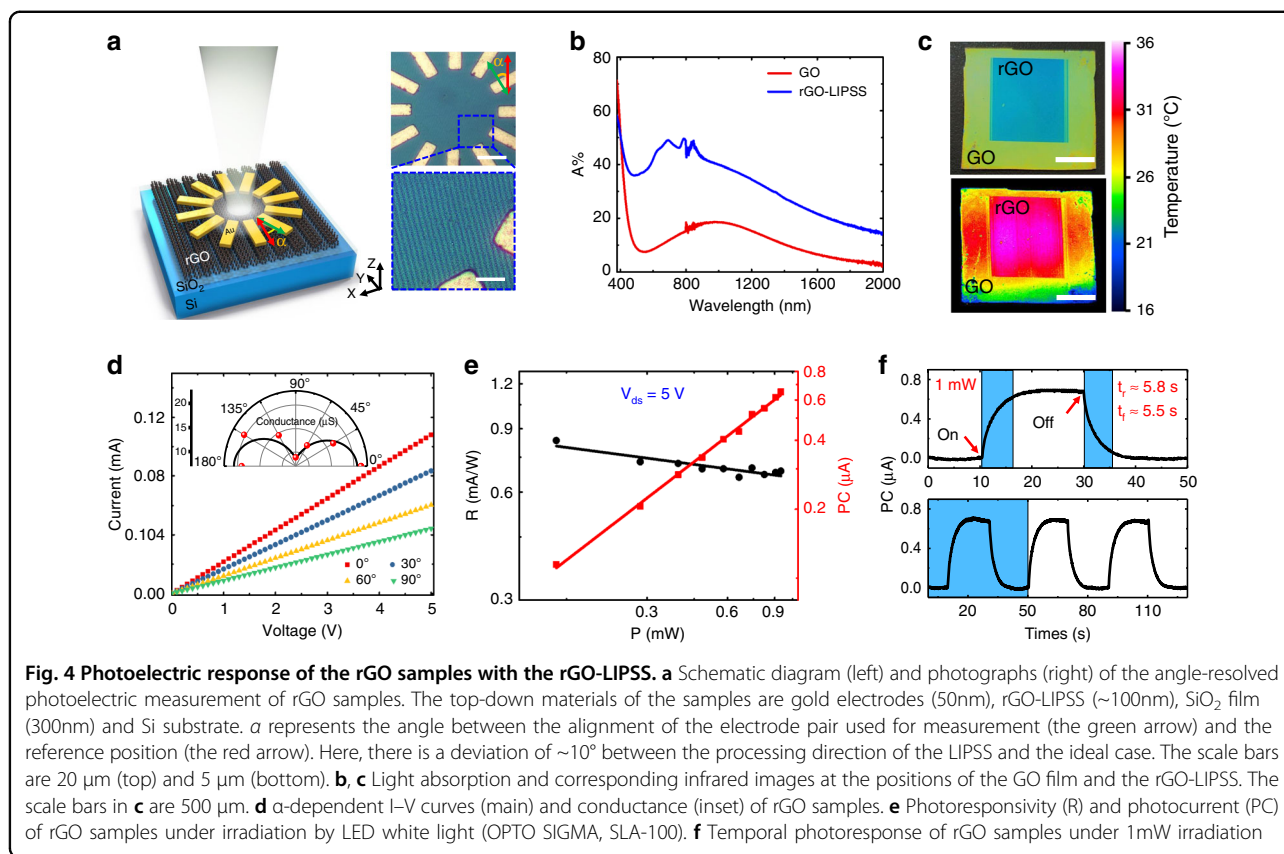 a
α
Au
α
rGO
SiO₂
Si
Z
Y
X
b
80
60
40
20
0
A%
GO
rGO-LIPSS
400 800 1200 1600 2000
Wavelength (nm)
c
rGO
GO
rGO
GO
36
31
26
21
16
Temperature (°C)
d
0.12
0.08
0.104
0.00
Current (mA)
20
15
10
90°
135°
45°
Conductance (μS)
180°
0°
0° 30°
60° 90°
0 1 2 3 4 5
Voltage (V)
e
1.2
0.9
0.6
0.3
R (mA/W)
V_ds = 5 V
0.8
0.6
0.4
0.2
PC (μA)
0.3 0.6 0.9
P (mW)
f
0.8
0.4
0.0
1 mW
On
Off
t_r ≈ 5.8 s
t_f ≈ 5.5 s
0 10 20 30 40 50
PC (μA)
0.8
0.4
0.0
20 50 80 110
Times (s)
Fig. 4 Photoelectric response of the rGO samples with the rGO-LIPSS. a Schematic diagram (left) and photographs (right) of the angle-resolved
photoelectric measurement of rGO samples. The top-down materials of the samples are gold electrodes (50nm), rGO-LIPSS (~100nm), SiO₂ film
(300nm) and Si substrate. α represents the angle between the alignment of the electrode pair used for measurement (the green arrow) and the
reference position (the red arrow). Here, there is a deviation of ~10° between the processing direction of the LIPSS and the ideal case. The scale bars
are 20 μm (top) and 5 μm (bottom). b, c Light absorption and corresponding infrared images at the positions of the GO film and the rGO-LIPSS. The
scale bars in c are 500 μm. d α-dependent I–V curves (main) and conductance (inset) of rGO samples. e Photoresponsivity (R) and photocurrent (PC)
of rGO samples under irradiation by LED white light (OPTO SIGMA, SLA-100). f Temporal photoresponse of rGO samples under 1mW irradiation